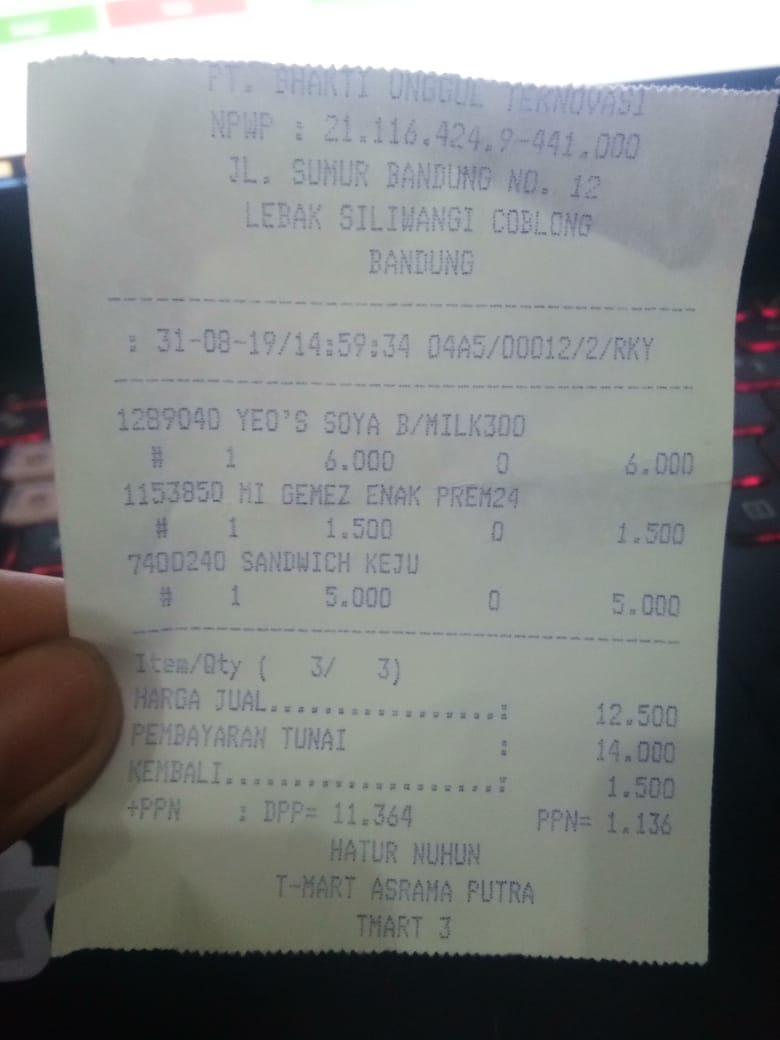 PT. BHAKTI UNGGUL TEKNOVASI
NPWP : 21.116.424.9-441.000
JL. SUMUR BANDUNG NO. 12
LEBAK SILIWANGI COBLONG
BANDUNG
: 31-08-19/14:59:34 04A5/00012/2/RKY
1289040 YEO'S SOYA B/MILK300
# 1 6.000 0 6.000
1153850 MI GEMEZ ENAK PREM24
# 1 1.500 0 1.500
7400240 SANDWICH KEJU
# 1 5.000 0 5.000
Item/Qty ( 3/ 3)
HARGA JUAL..................: 12.500
PEMBAYARAN TUNAI : 14.000
KEMBALI.....................: 1.500
+PPN : DPP= 11.364 PPN= 1.136
HATUR NUHUN
T-MART ASRAMA PUTRA
TMART 3